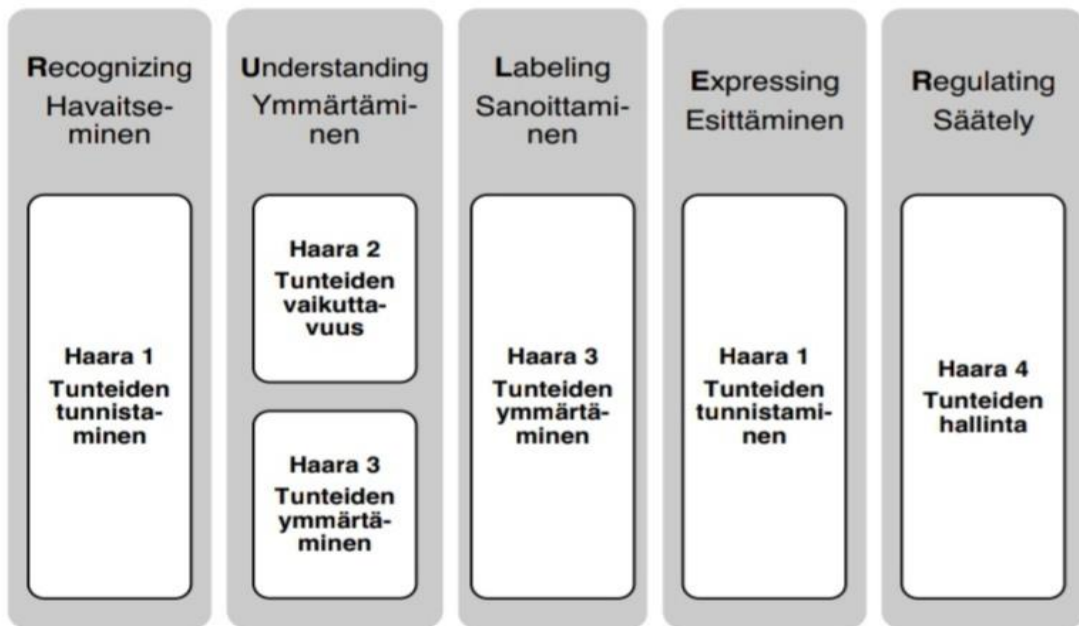 Recognizing
Havaitse-
minen
Haara 1
Tunteiden
tunnista-
minen
Understanding
Ymmärtämi-
nen
Haara 2
Tunteiden
vaikutta-
vuus
Haara 3
Tunteiden
ymmärtä-
minen
Labeling
Sanoittami-
nen
Haara 3
Tunteiden
ymmärtä-
minen
Expressing
Esittäminen
Haara 1
Tunteiden
tunnistami-
nen
Regulating
Säätely
Haara 4
Tunteiden
hallinta